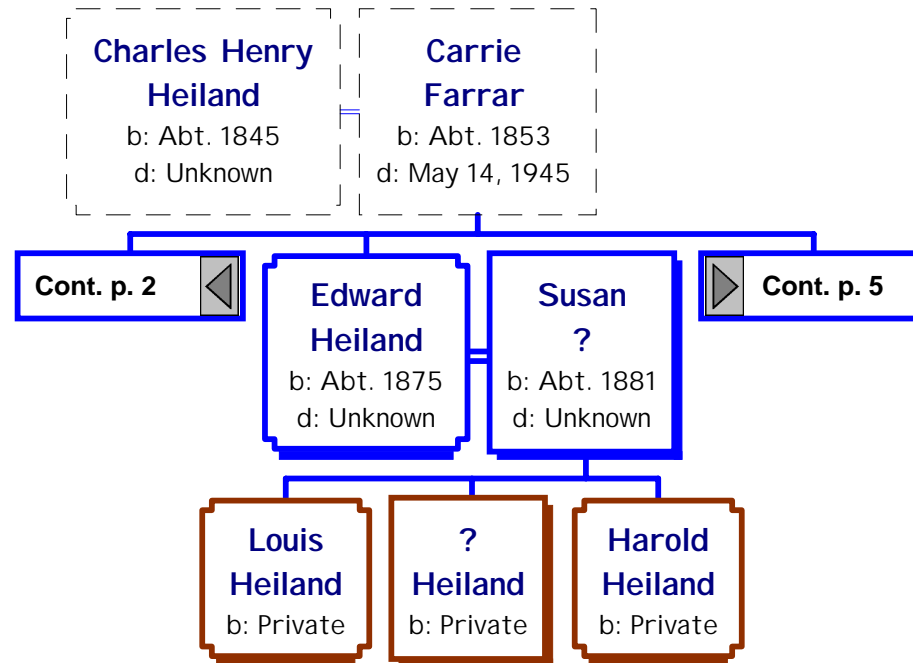 Charles Henry
Heiland
b: Abt. 1845
d: Unknown
Carrie
Farrar
b: Abt. 1853
d: May 14, 1945
Cont. p. 2
Edward
Heiland
b: Abt. 1875
d: Unknown
Susan
?
b: Abt. 1881
d: Unknown
Cont. p. 5
Louis
Heiland
b: Private
?
Heiland
b: Private
Harold
Heiland
b: Private